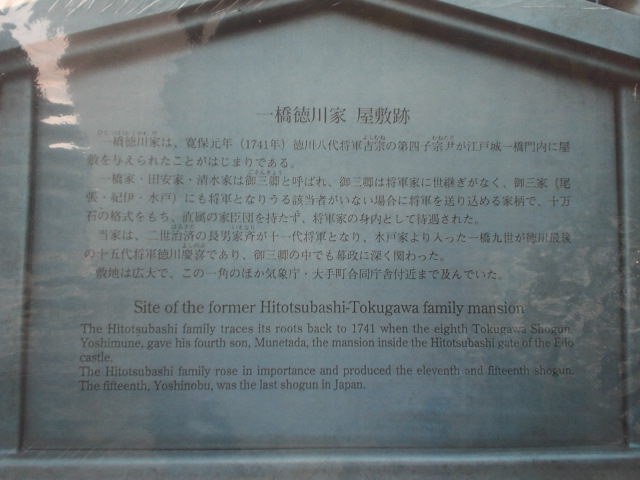 一橋徳川家 屋敷跡
一橋徳川家は、寛保元年（1741年）徳川八代将軍吉宗の第四子宗尹が江戸城一橋門内に屋
敷を与えられたことがはじまりである。
一橋家・田安家・清水家は御三卿と呼ばれ、御三卿は将軍家に世継ぎがなく、御三家（尾
張・紀伊・水戸）にも将軍となりうる該当者がいない場合に将軍を送り込める家柄で、十万
石の格式をもち、直属の家臣団を持たず、将軍家の身内として待遇された。
当家は、二世治済の長男家斉が十一代将軍となり、水戸家より入った一橋九世が徳川最後
の十五代将軍徳川慶喜であり、御三卿の中でも幕政に深く関わった。
敷地は広大で、この一角のほか気象庁・大手町合同庁舎付近まで及んでいた。
Site of the former Hitotsubashi-Tokugawa family mansion
The Hitotsubashi family traces its roots back to 1741 when the eighth Tokugawa Shogun,
Yoshimune, gave his fourth son, Munetada, the mansion inside the Hitotsubashi gate of the Edo
castle.
The Hitotsubashi family rose in importance and produced the eleventh and fifteenth shogun.
The fifteenth, Yoshinobu, was the last shogun in Japan.